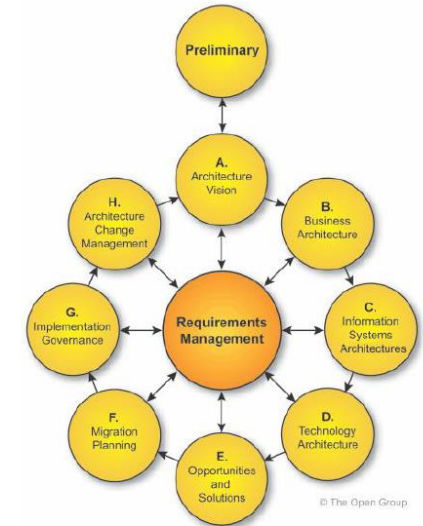 Preliminary
A.
Architecture
Vision
B.
Business
Architecture
C.
Information
Systems
Architectures
D.
Technology
Architecture
E.
Opportunities
and
Solutions
F.
Migration
Planning
G.
Implementation
Governance
H.
Architecture
Change
Management
Requirements
Management
© The Open Group